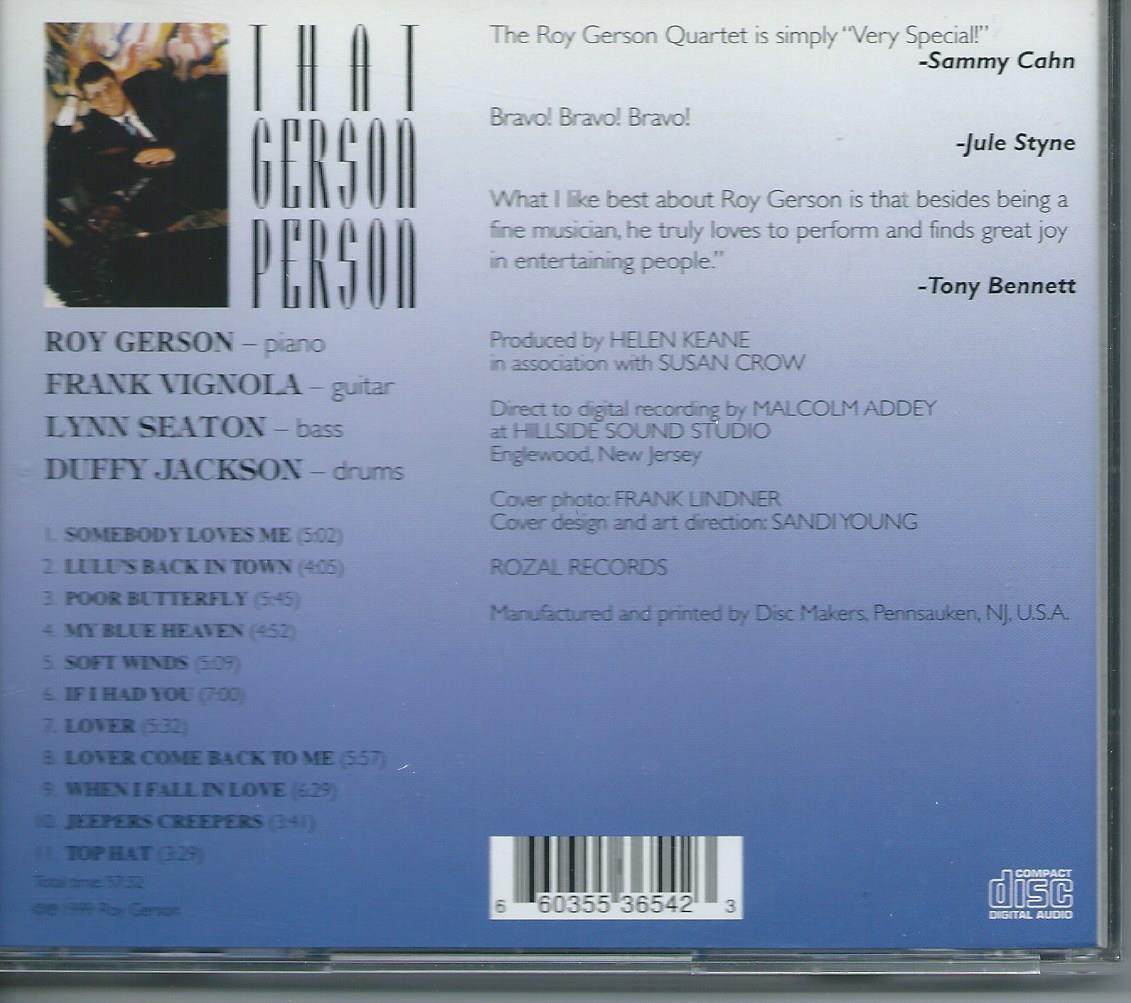 THAT
GERSON
PERSON
ROY GERSON – piano
FRANK VIGNOLA – guitar
LYNN SEATON – bass
DUFFY JACKSON – drums
1. SOMEBODY LOVES ME (5:02)
2. LULU'S BACK IN TOWN (4:05)
3. POOR BUTTERFLY (5:45)
4. MY BLUE HEAVEN (4:52)
5. SOFT WINDS (5:09)
6. IF I HAD YOU (7:00)
7. LOVER (5:32)
8. LOVER COME BACK TO ME (5:57)
9. WHEN I FALL IN LOVE (6:29)
10. JEEPERS CREEPERS (3:41)
11. TOP HAT (3:29)
Total time: 57:52
©℗ 1999 Roy Gerson
The Roy Gerson Quartet is simply “Very Special!”
-Sammy Cahn
Bravo! Bravo! Bravo!
-Jule Styne
What I like best about Roy Gerson is that besides being a
fine musician, he truly loves to perform and finds great joy
in entertaining people.”
-Tony Bennett
Produced by HELEN KEANE
in association with SUSAN CROW
Direct to digital recording by MALCOLM ADDEY
at HILLSIDE SOUND STUDIO
Englewood, New Jersey
Cover photo: FRANK LINDNER
Cover design and art direction: SANDI YOUNG
ROZAL RECORDS
Manufactured and printed by Disc Makers, Pennsauken, NJ, U.S.A.
6 60355 36542 3
COMPACT
disc
DIGITAL AUDIO